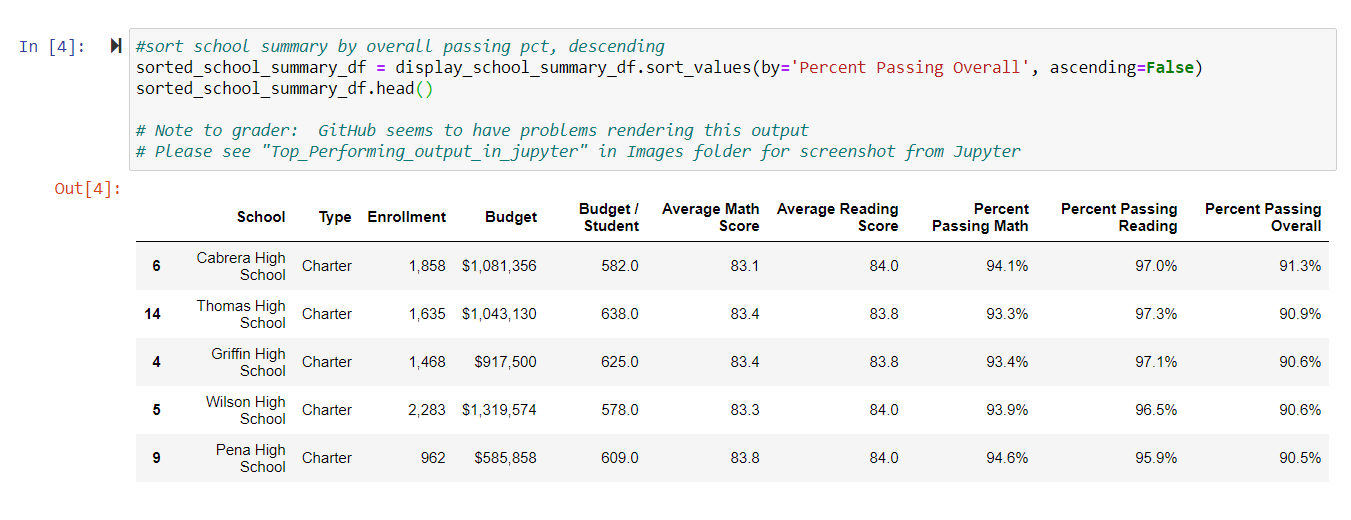 In [4]:
#sort school summary by overall passing pct, descending
sorted_school_summary_df = display_school_summary_df.sort_values(by='Percent Passing Overall', ascending=False)
sorted_school_summary_df.head()
# Note to grader:  GitHub seems to have problems rendering this output
# Please see "Top_Performing_output_in_jupyter" in Images folder for screenshot from Jupyter
Out[4]:
School Type Enrollment Budget Budget / Student Average Math Score Average Reading Score Percent Passing Math Percent Passing Reading Percent Passing Overall
6 Cabrera High School Charter 1,858 $1,081,356 582.0 83.1 84.0 94.1% 97.0% 91.3%
14 Thomas High School Charter 1,635 $1,043,130 638.0 83.4 83.8 93.3% 97.3% 90.9%
4 Griffin High School Charter 1,468 $917,500 625.0 83.4 83.8 93.4% 97.1% 90.6%
5 Wilson High School Charter 2,283 $1,319,574 578.0 83.3 84.0 93.9% 96.5% 90.6%
9 Pena High School Charter 962 $585,858 609.0 83.8 84.0 94.6% 95.9% 90.5%